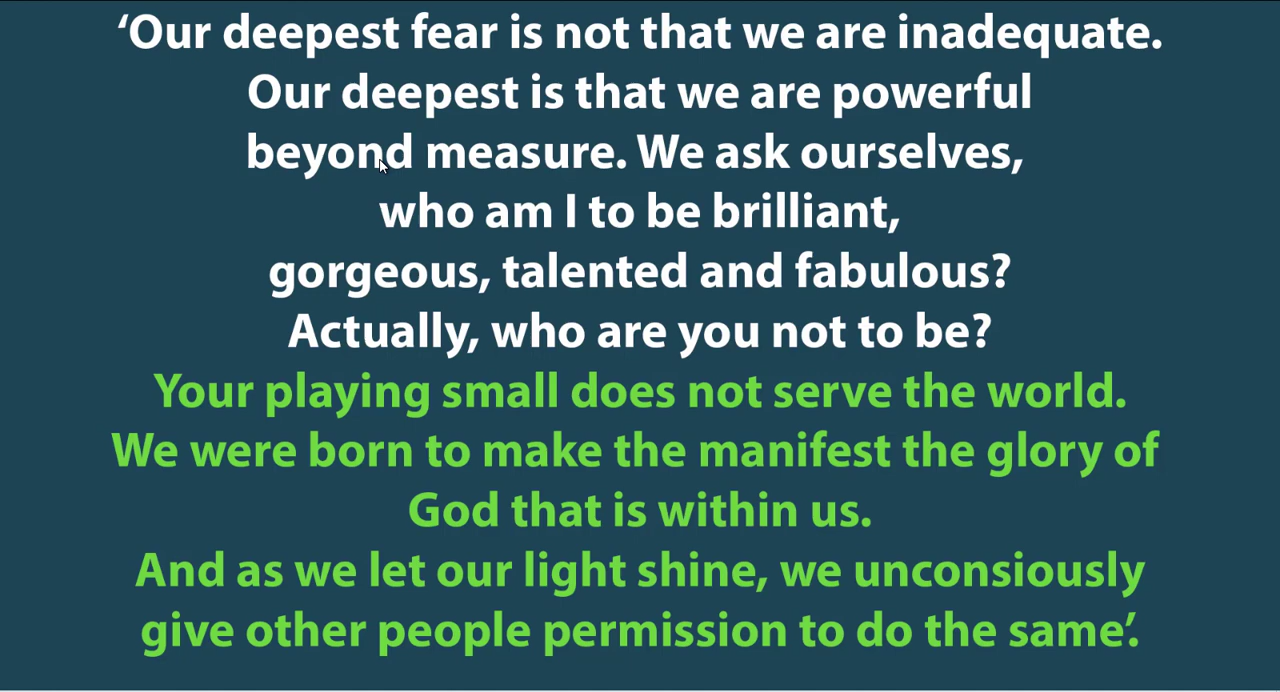 ‘Our deepest fear is not that we are inadequate.
Our deepest is that we are powerful
beyond measure. We ask ourselves,
who am I to be brilliant,
gorgeous, talented and fabulous?
Actually, who are you not to be?
Your playing small does not serve the world.
We were born to make the manifest the glory of
God that is within us.
And as we let our light shine, we unconsiously
give other people permission to do the same’.